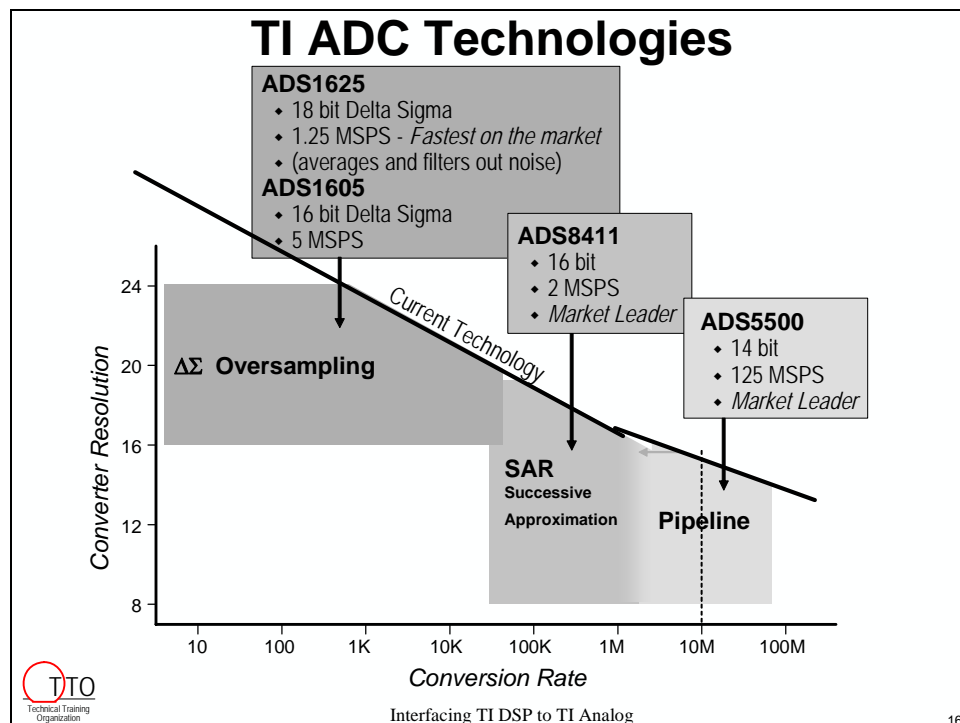 TI ADC Technologies
ADS1625
◆ 18 bit Delta Sigma
◆ 1.25 MSPS - Fastest on the market
◆ (averages and filters out noise)
ADS1605
◆ 16 bit Delta Sigma
◆ 5 MSPS
ADS8411
◆ 16 bit
◆ 2 MSPS
◆ Market Leader
ADS5500
◆ 14 bit
◆ 125 MSPS
◆ Market Leader
Current Technology
ΔΣ Oversampling
SAR
Successive
Approximation
Pipeline
Converter Resolution
24
20
16
12
8
10 100 1K 10K 100K 1M 10M 100M
Conversion Rate
TTO
Technical Training
Organization
Interfacing TI DSP to TI Analog
16